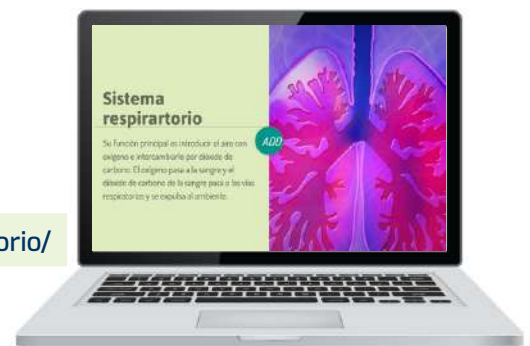 Sistema
respirartorio
Su función principal es introducir el aire con
oxígeno e intercambiarlo por dióxido de
carbono. El oxígeno pasa a la sangre y el
dióxido de carbono de la sangre pasa a las vías
respiratorias y se expulsa al ambiente.
ADD
orio/